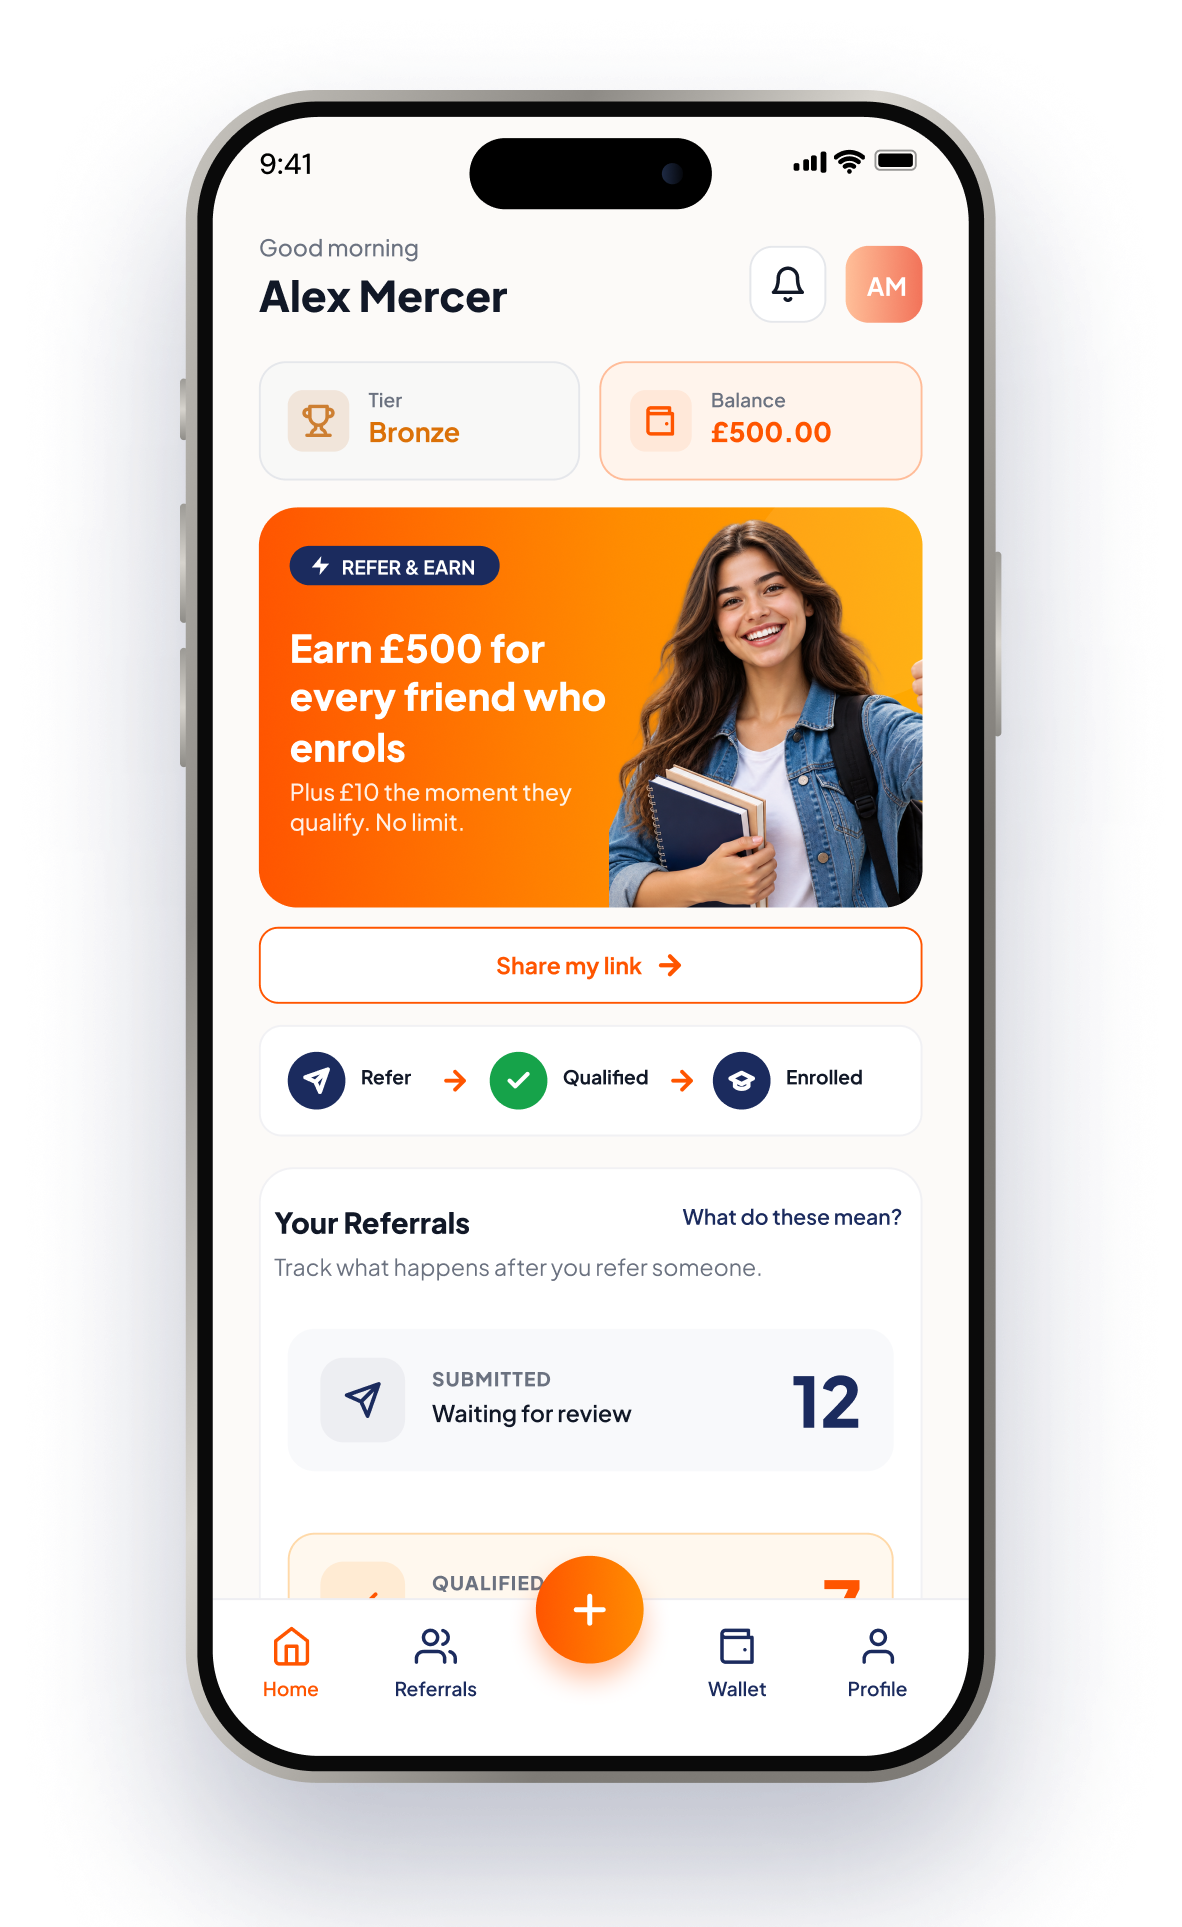 9:41
Good morning
Alex Mercer
AM
Tier
Bronze
Balance
£500.00
REFER & EARN
Earn £500 for
every friend who
enrols
Plus £10 the moment they
qualify. No limit.
Share my link
Refer
Qualified
Enrolled
Your Referrals
What do these mean?
Track what happens after you refer someone.
SUBMITTED
Waiting for review
12
QUALIFIED
7
Home
Referrals
Wallet
Profile